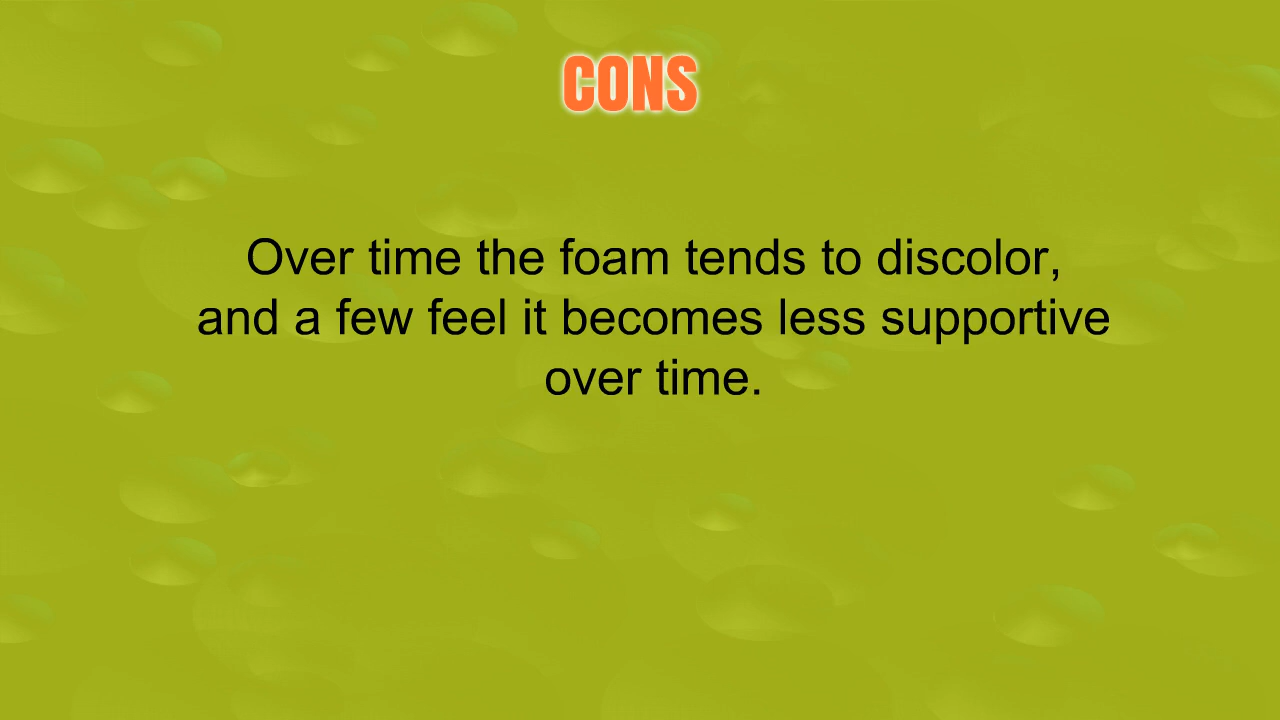 CONS
Over time the foam tends to discolor,
and a few feel it becomes less supportive
over time.